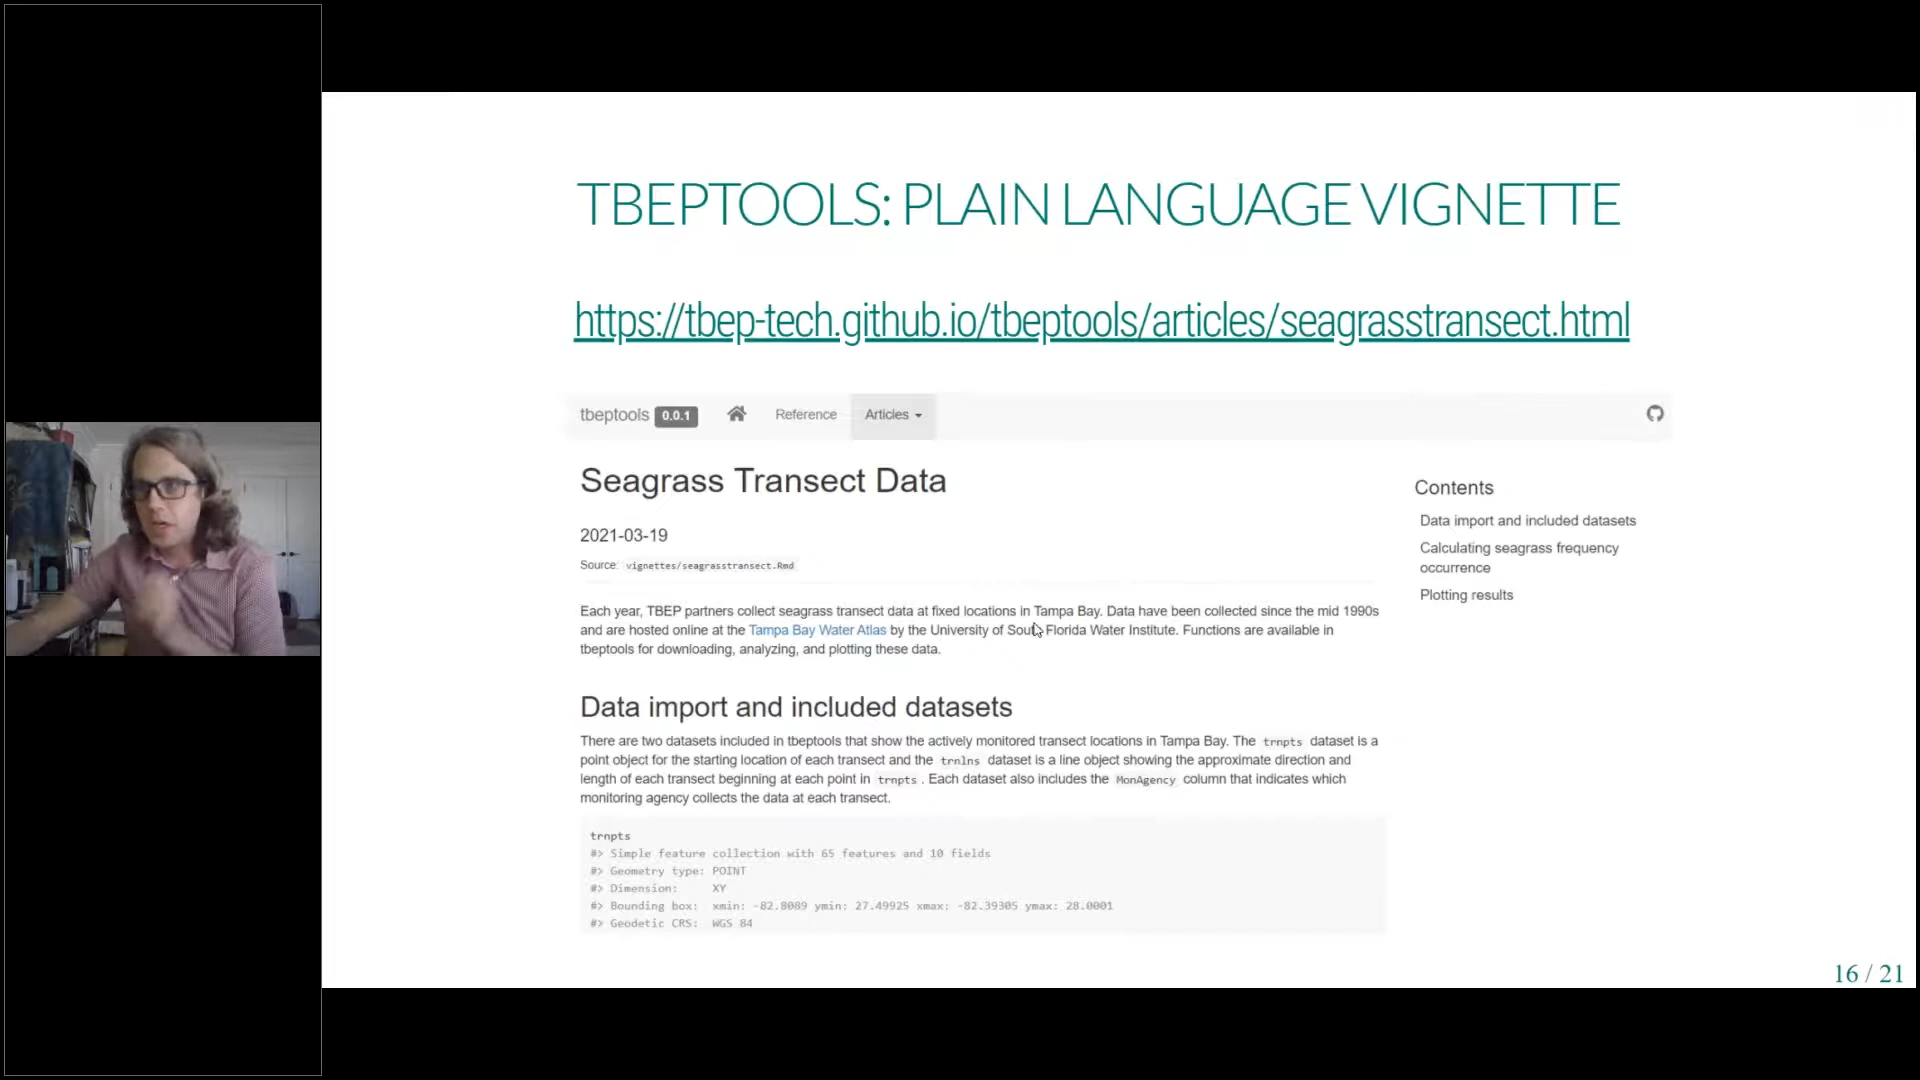 TBEPTOOLS: PLAIN LANGUAGE VIGNETTE
https://tbep-tech.github.io/tbeptools/articles/seagrasstransect.html
tbeptools 0.0.1 Reference Articles
Seagrass Transect Data
2021-03-19
Source: vignettes/seagrasstransect.Rmd
Each year, TBEP partners collect seagrass transect data at fixed locations in Tampa Bay. Data have been collected since the mid 1990s
and are hosted online at the Tampa Bay Water Atlas by the University of South Florida Water Institute. Functions are available in
tbeptools for downloading, analyzing, and plotting these data.
Data import and included datasets
There are two datasets included in tbeptools that show the actively monitored transect locations in Tampa Bay. The trnpts dataset is a
point object for the starting location of each transect and the trnlns dataset is a line object showing the approximate direction and
length of each transect beginning at each point in trnpts . Each dataset also includes the MonAgency column that indicates which
monitoring agency collects the data at each transect.
trnpts
#> Simple feature collection with 65 features and 10 fields
#> Geometry type: POINT
#> Dimension: XY
#> Bounding box: xmin: -82.8089 ymin: 27.49925 xmax: -82.39305 ymax: 28.0001
#> Geodetic CRS: WGS 84
Contents
Data import and included datasets
Calculating seagrass frequency
occurrence
Plotting results
16 / 21